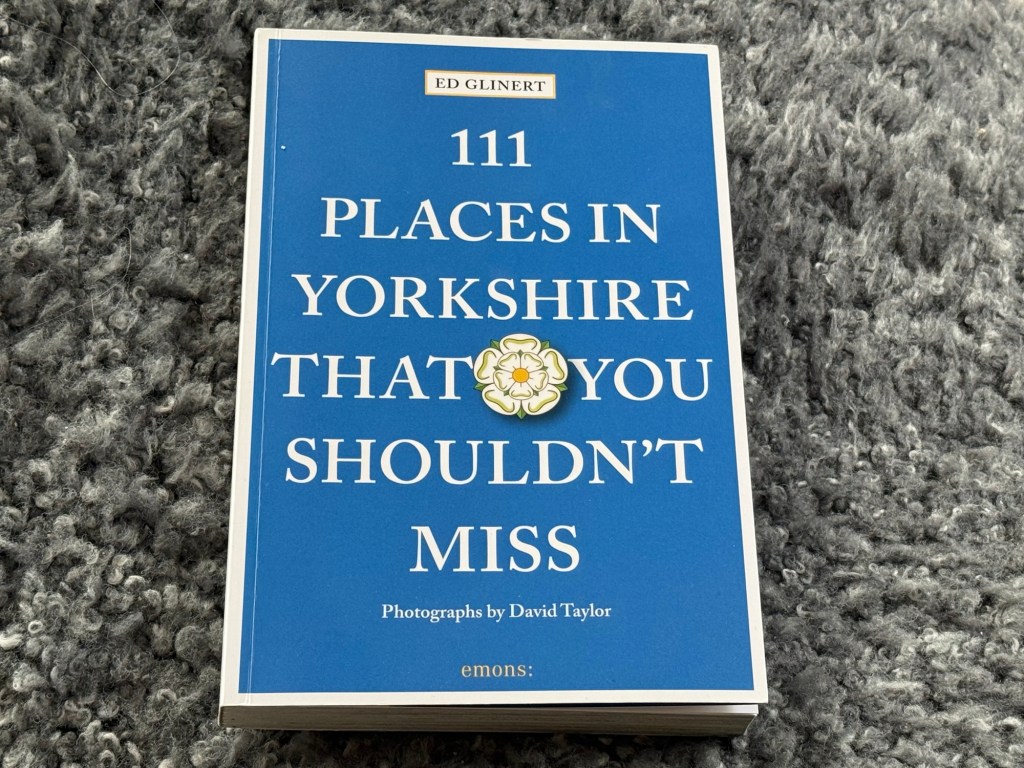 ED GLINERT
111
PLACES IN
YORKSHIRE
THAT YOU
SHOULDN'T
MISS
Photographs by David Taylor
emons: